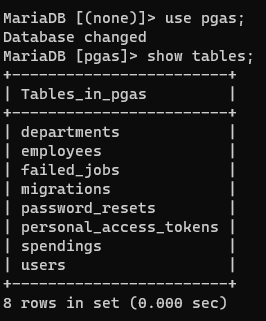 MariaDB [(none)]> use pgas;
Database changed
MariaDB [pgas]> show tables;
+------------------------+
| Tables_in_pgas         |
+------------------------+
| departments            |
| employees              |
| failed_jobs            |
| migrations             |
| password_resets        |
| personal_access_tokens |
| spendings              |
| users                  |
+------------------------+
8 rows in set (0.000 sec)